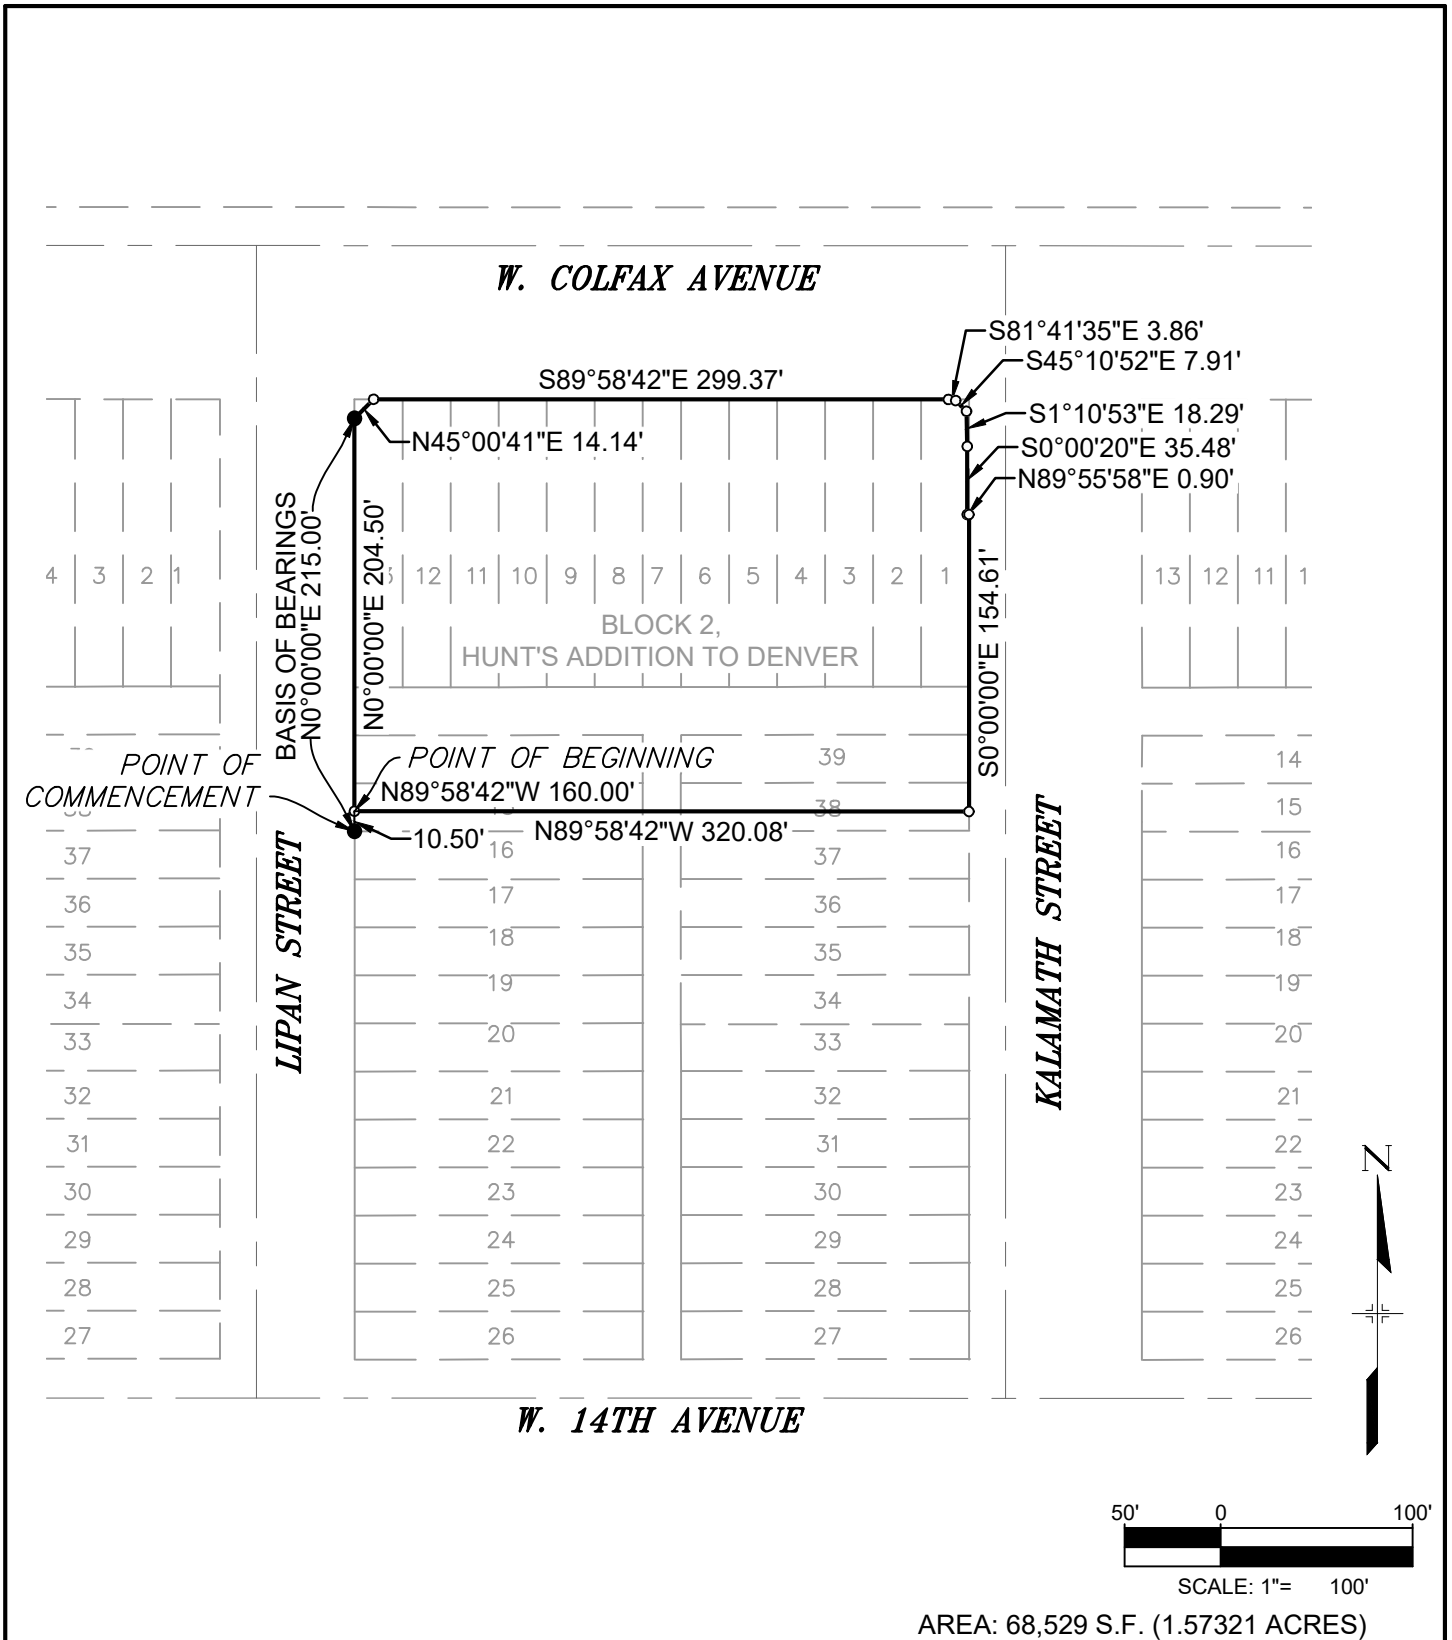 W. COLFAX AVENUE
S81°41'35"E 3.86'
S45°10'52"E 7.91'
S89°58'42"E 299.37'
S1°10'53"E 18.29'
N45°00'41"E 14.14'
S0°00'20"E 35.48'
N89°55'58"E 0.90'
BASIS OF BEARINGS
N0°00'00"E 215.00'
N0°00'00"E 204.50'
S0°00'00"E 154.61'
4 3 2 1
12 11 10 9 8 7 6 5 4 3 2 1
13 12 11 1
BLOCK 2,
HUNT'S ADDITION TO DENVER
POINT OF
COMMENCEMENT
POINT OF BEGINNING
N89°58'42"W 160.00'
10.50'
N89°58'42"W 320.08'
39 14
38 38 15
37 16 37 16
36 17 36 17
35 18 35 18
34 19 34 19
33 20 33 20
32 21 32 21
31 22 31 22
30 23 30 23
29 24 29 24
28 25 28 25
27 26 27 26
LIPAN STREET
KALAMATH STREET
W. 14TH AVENUE
N
50' 0 100'
SCALE: 1"= 100'
AREA: 68,529 S.F. (1.57321 ACRES)